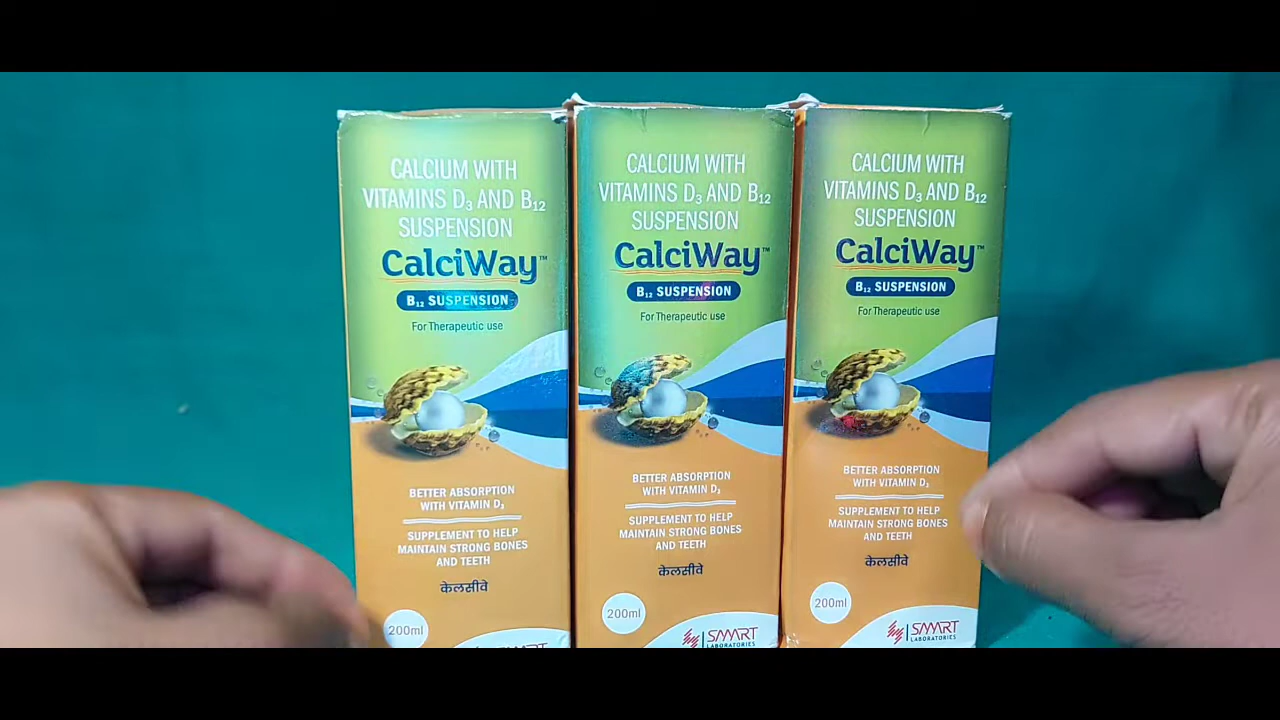 CALCIUM WITH
VITAMINS D₃ AND B₁₂
SUSPENSION
CalciWay™
B₁₂ SUSPENSION
For Therapeutic use
BETTER ABSORPTION
WITH VITAMIN D₃
SUPPLEMENT TO HELP
MAINTAIN STRONG BONES
AND TEETH
केलसीवे
200ml
SMART
CALCIUM WITH
VITAMINS D₃ AND B₁₂
SUSPENSION
CalciWay™
B₁₂ SUSPENSION
For Therapeutic use
BETTER ABSORPTION
WITH VITAMIN D₃
SUPPLEMENT TO HELP
MAINTAIN STRONG BONES
AND TEETH
केलसीवे
200ml
SMART
LABORATORIES
CALCIUM WITH
VITAMINS D₃ AND B₁₂
SUSPENSION
CalciWay™
B₁₂ SUSPENSION
For Therapeutic use
BETTER ABSORPTION
WITH VITAMIN D₃
SUPPLEMENT TO HELP
MAINTAIN STRONG BONES
AND TEETH
केलसीवे
200ml
SMART
LABORATORIES